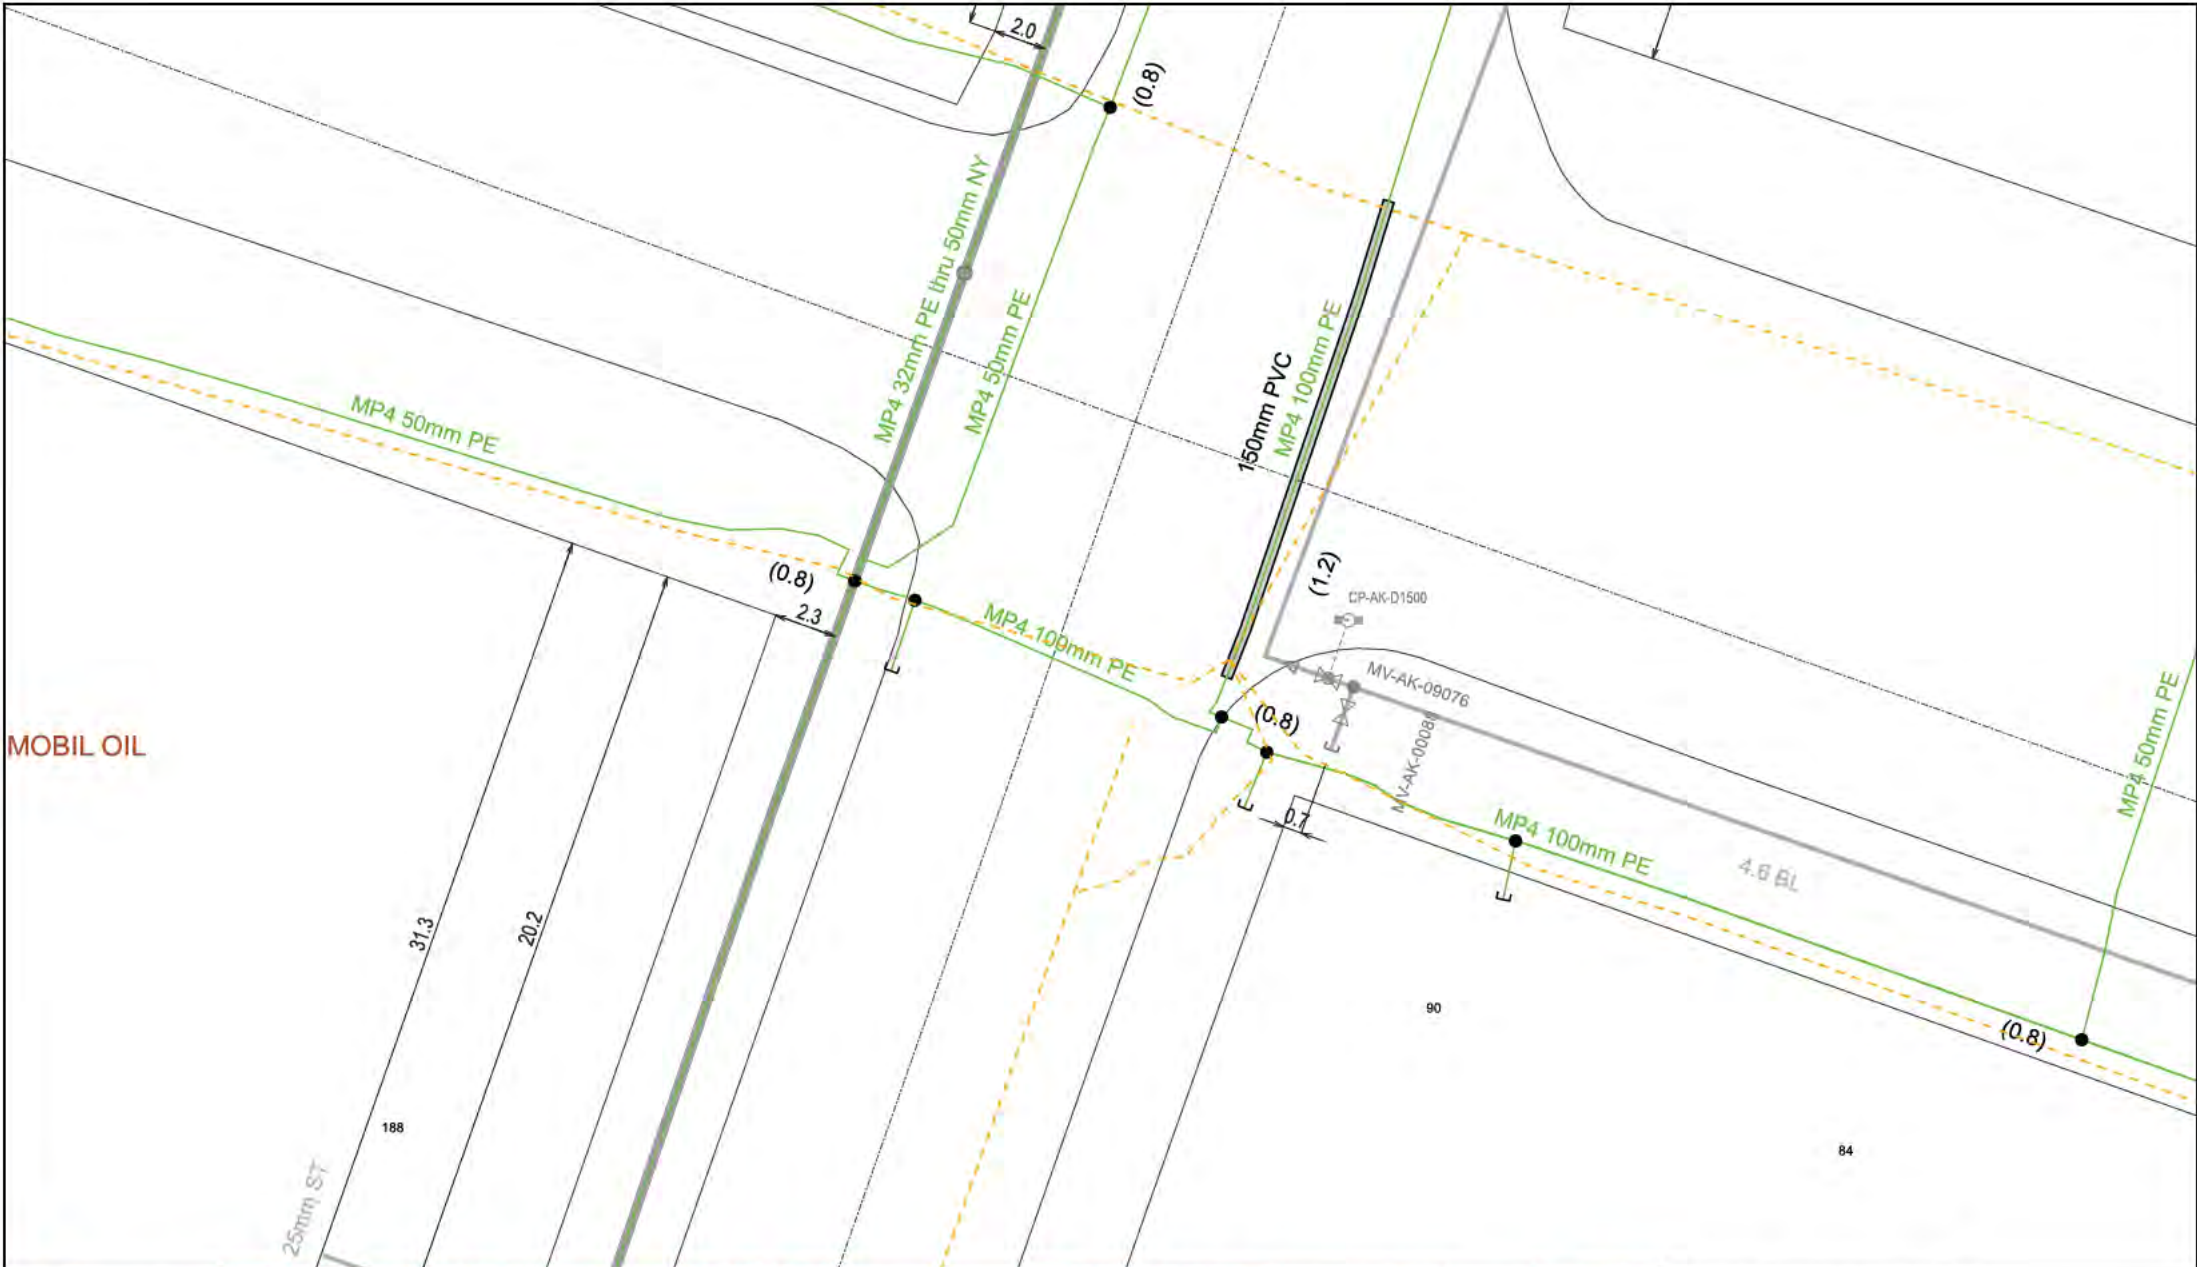 2.0
(0.8)
MP4 32mm PE thru 50mm NY
MP4 50mm PE
150mm PVC
MP4 100mm PE
MP4 50mm PE
(0.8)
2.3
(1.2)
CP-AK-D1500
MP4 100mm PE
MV-AK-09076
(0.8)
MOBIL OIL
MP4 50mm PE
0.7
MP4 100mm PE
4.6 BL
31.3
20.2
90
(0.8)
188
84
25mm ST